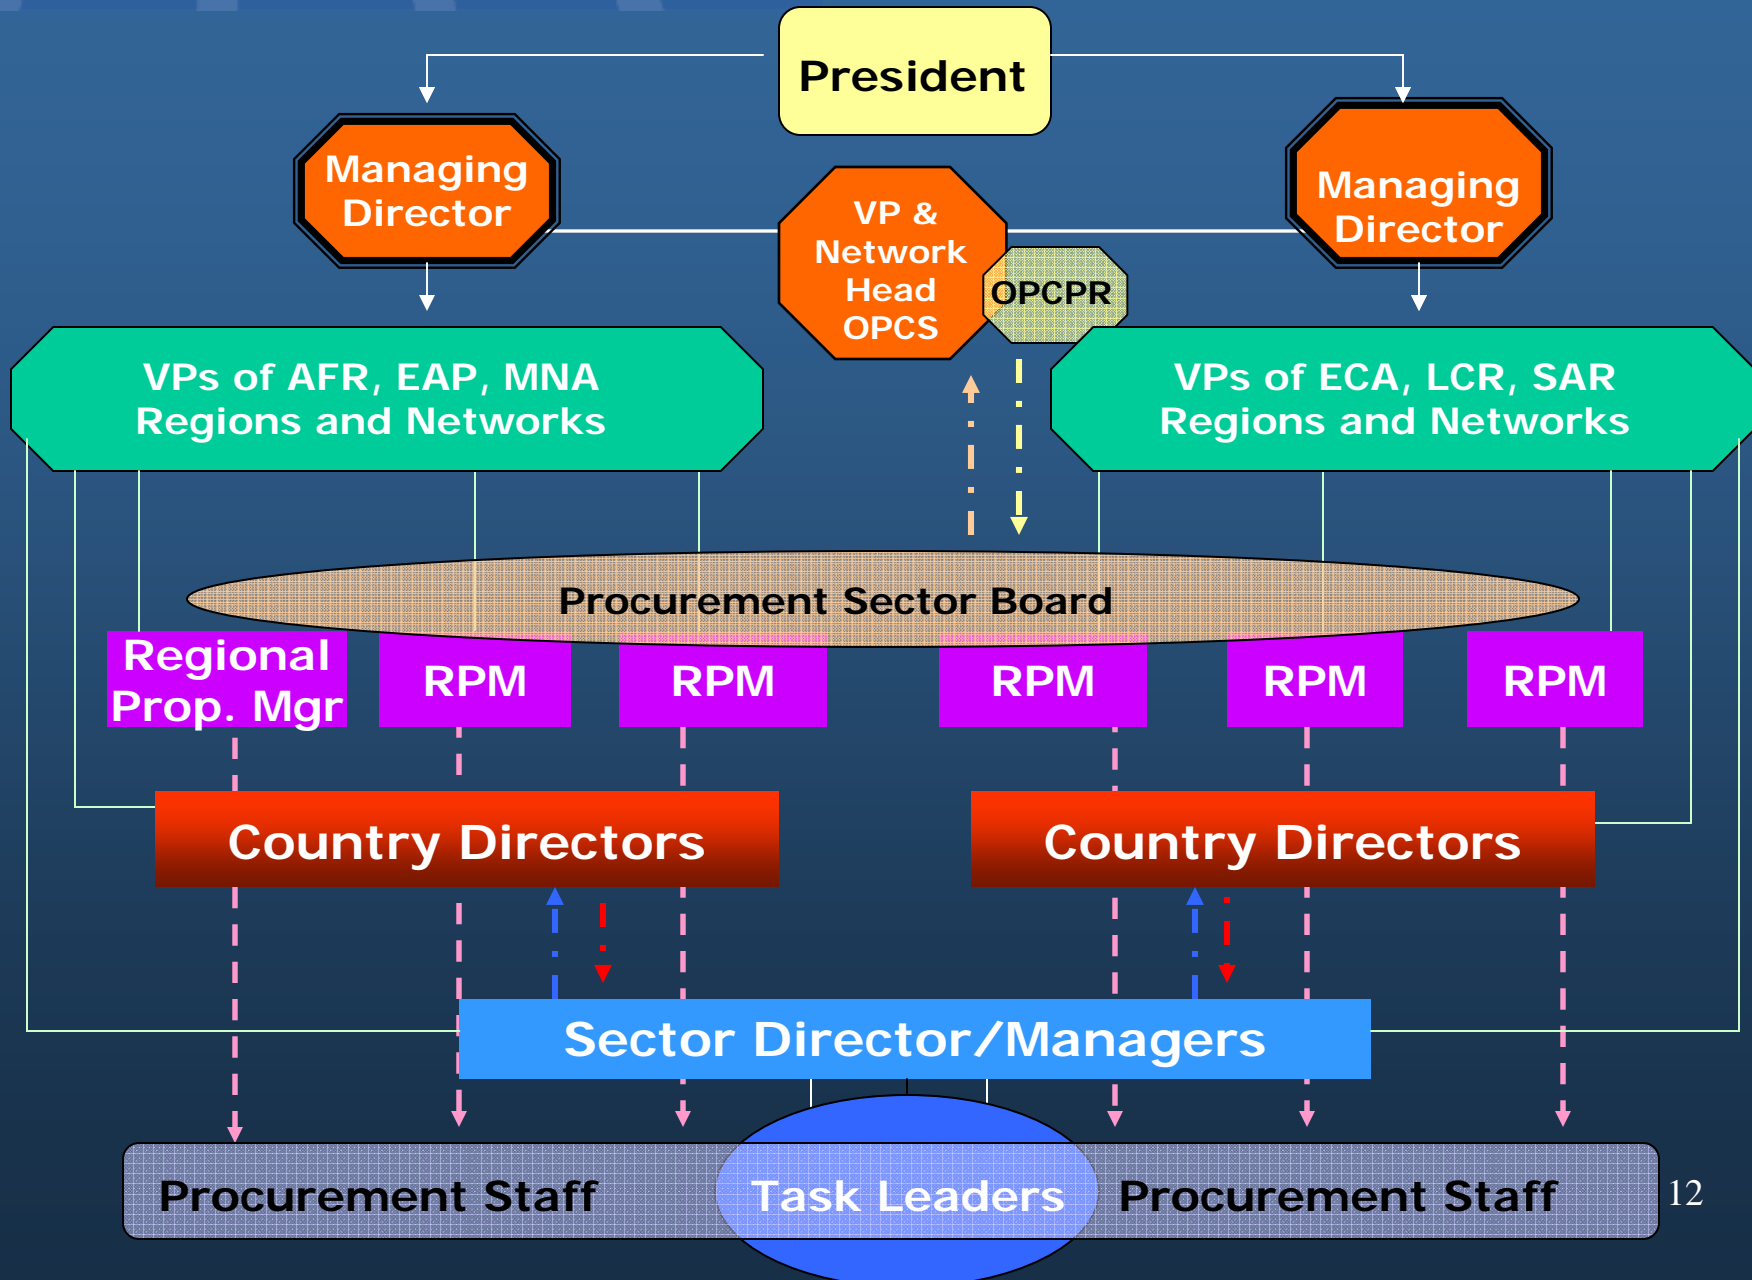 President
Managing
Director
Managing
Director
VP &
Network
Head
OPCS
OPCPR
VPs of AFR, EAP, MNA
Regions and Networks
VPs of ECA, LCR, SAR
Regions and Networks
Procurement Sector Board
Regional
Prop. Mgr
RPM
RPM
RPM
RPM
RPM
Country Directors
Country Directors
Sector Director/Managers
Procurement Staff
Task Leaders
Procurement Staff
12